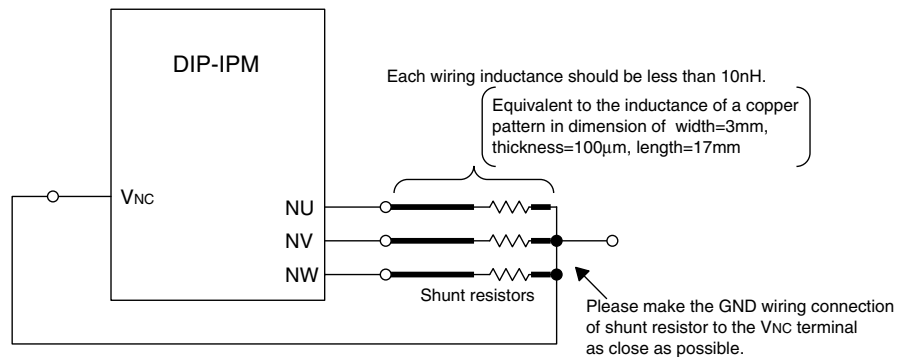 DIP-IPM
Each wiring inductance should be less than 10nH.
Equivalent to the inductance of a copper
pattern in dimension of width=3mm,
thickness=100μm, length=17mm
VNC
NU
NV
NW
Shunt resistors
Please make the GND wiring connection
of shunt resistor to the VNC terminal
as close as possible.